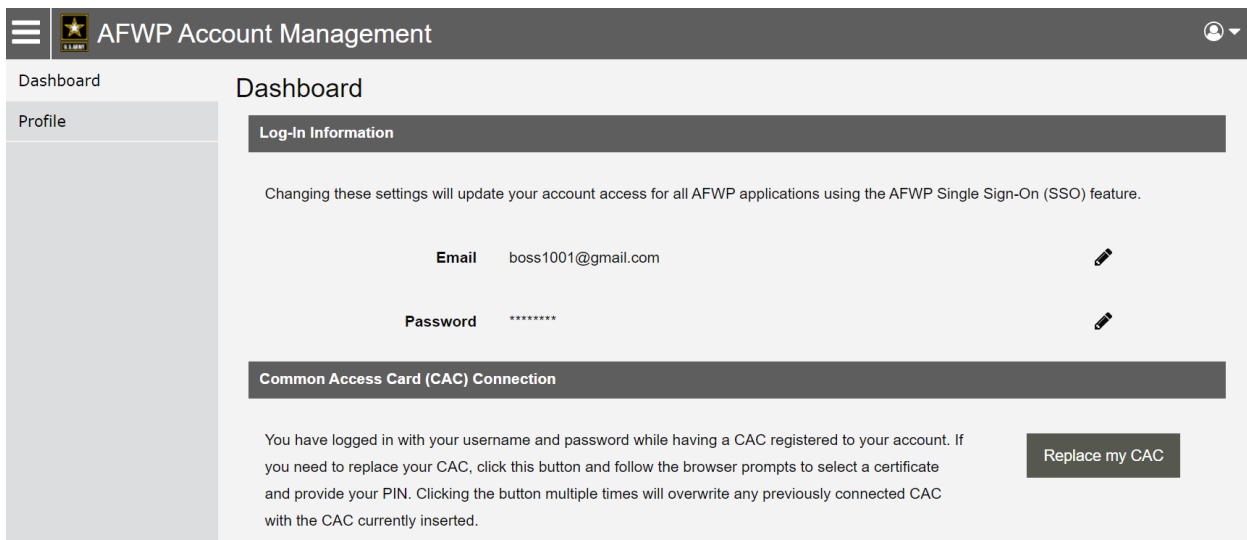 U.S.ARMY
AFWP Account Management
Dashboard
Profile
Dashboard
Log-In Information
Changing these settings will update your account access for all AFWP applications using the AFWP Single Sign-On (SSO) feature.
Email boss1001@gmail.com
Password ********
Common Access Card (CAC) Connection
You have logged in with your username and password while having a CAC registered to your account. If
you need to replace your CAC, click this button and follow the browser prompts to select a certificate
and provide your PIN. Clicking the button multiple times will overwrite any previously connected CAC
with the CAC currently inserted.
Replace my CAC